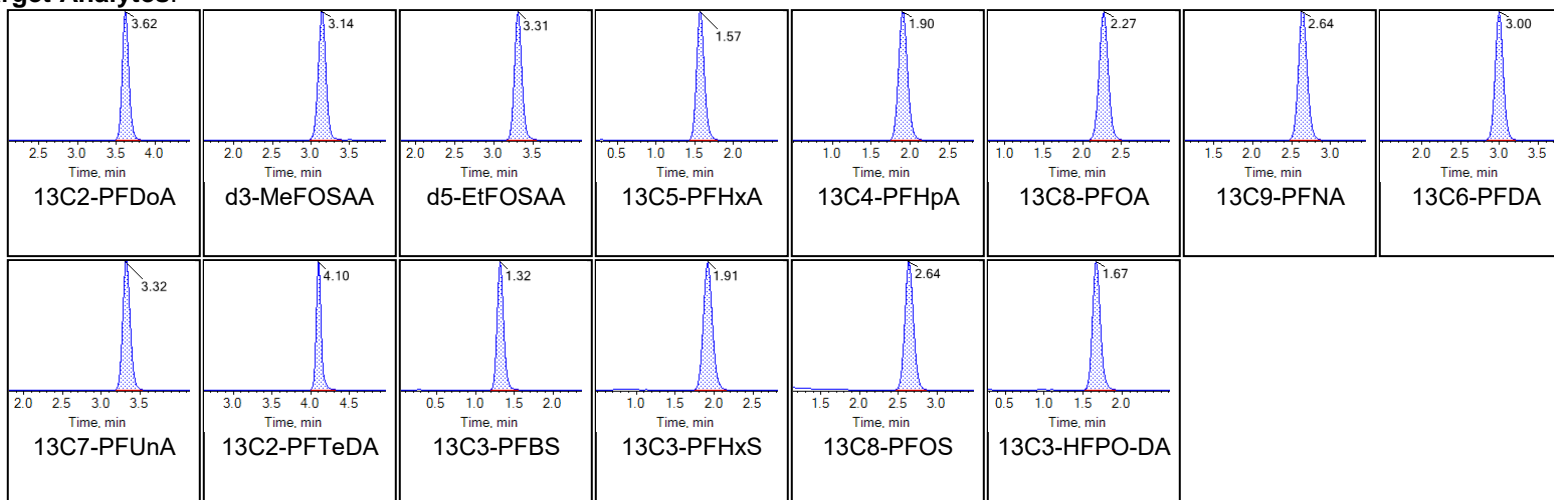 rget Analytes:
3.62 3.14 3.31 1.57 1.90 2.27 2.64 3.00
2.5 3.0 3.5 4.0 2.0 2.5 3.0 3.5 2.0 2.5 3.0 3.5 0.5 1.0 1.5 2.0 1.0 1.5 2.0 2.5 1.0 1.5 2.0 2.5 1.5 2.0 2.5 3.0 2.0 2.5 3.0 3.5
Time, min Time, min Time, min Time, min Time, min Time, min Time, min Time, min
13C2-PFDoA d3-MeFOSAA d5-EtFOSAA 13C5-PFHxA 13C4-PFHpA 13C8-PFOA 13C9-PFNA 13C6-PFDA
3.32 4.10 1.32 1.91 2.64 1.67
2.0 2.5 3.0 3.5 3.0 3.5 4.0 4.5 0.5 1.0 1.5 2.0 1.0 1.5 2.0 2.5 1.5 2.0 2.5 3.0 0.5 1.0 1.5 2.0
Time, min Time, min Time, min Time, min Time, min Time, min
13C7-PFUnA 13C2-PFTeDA 13C3-PFBS 13C3-PFHxS 13C8-PFOS 13C3-HFPO-DA